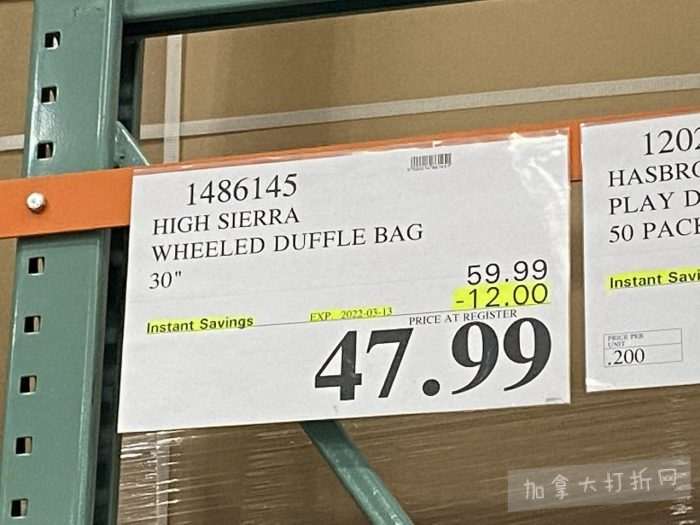 1486145
HIGH SIERRA
WHEELED DUFFLE BAG
30"
59.99
-12.00
Instant Savings
EXP. 2022-03-13
PRICE AT REGISTER
47.99
1202
HASBRO
PLAY D
50 PACK
Instant Savi
PRICE PER
UNIT
.200
加拿大打折网